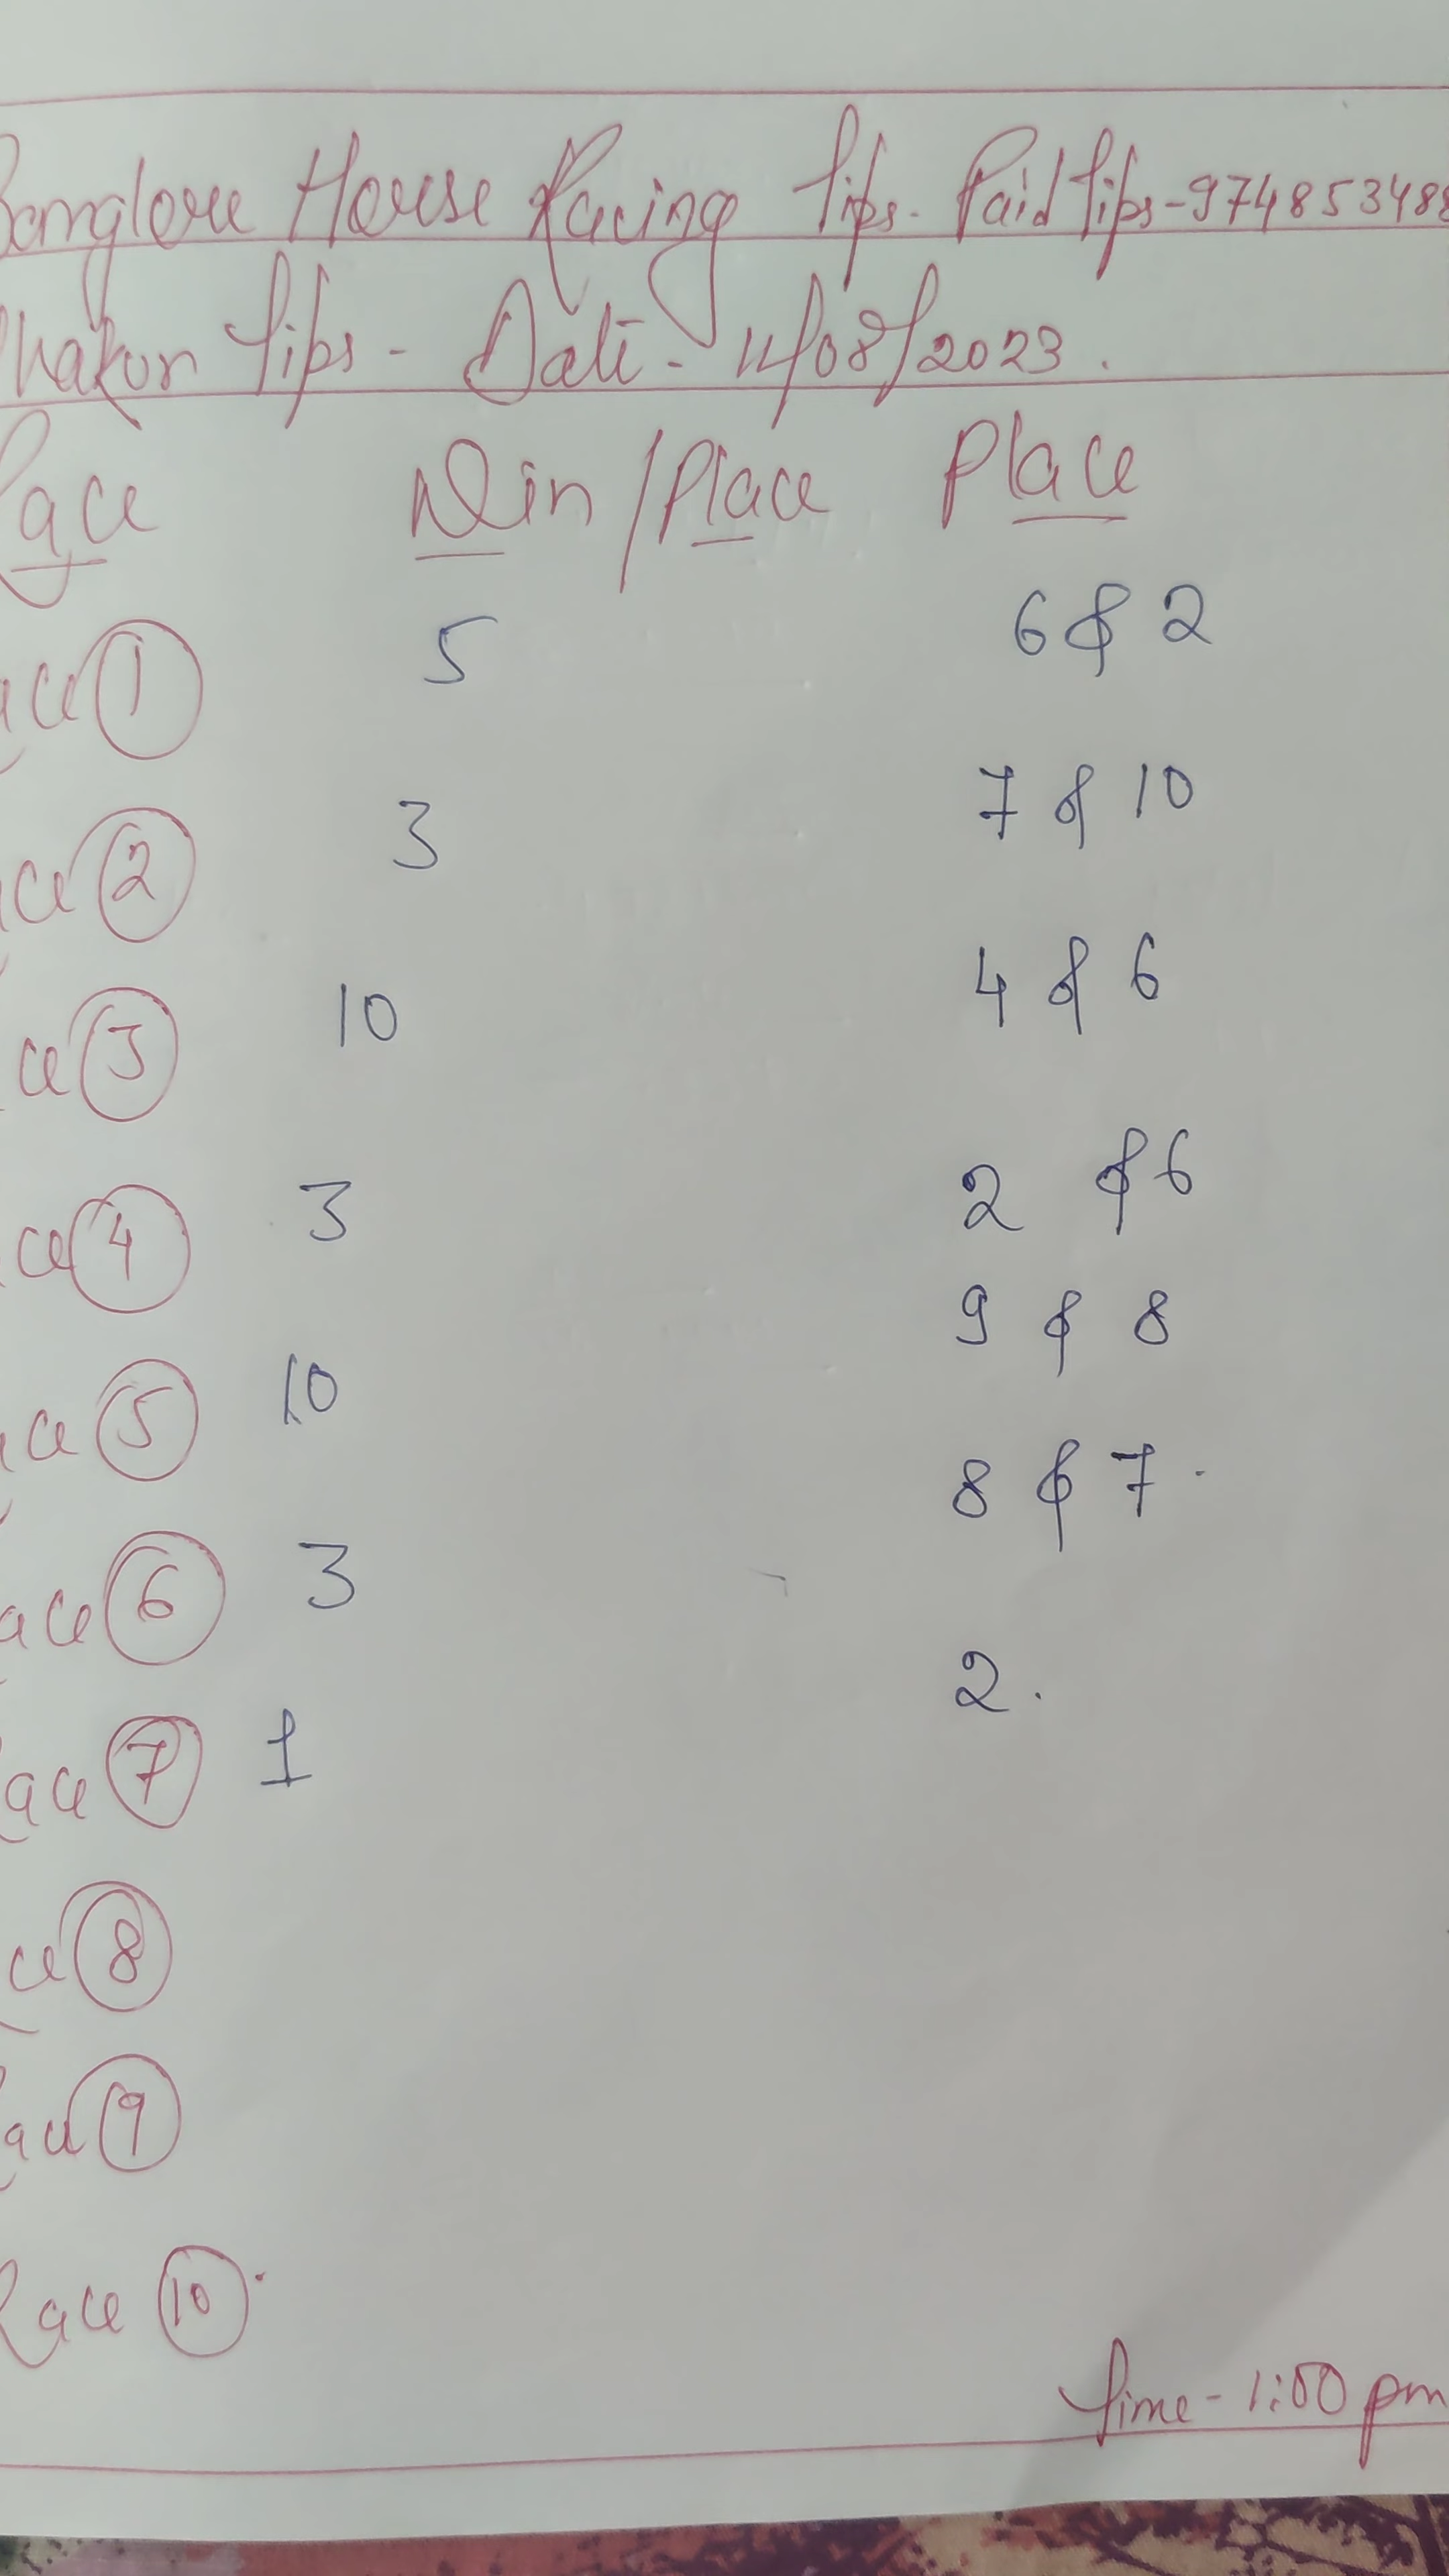 Banglore Horse Racing Tips. Paid Tips-974853488
Thakur Tips - Date - 11/08/2023.
Race Win/Place Place
Race 1 5 6 & 2
Race 2 3 7 & 10
Race 3 10 4 & 6
Race 4 3 2 & 6
Race 5 10 9 & 8
Race 6 3 8 & 7.
Race 7 1 2.
Race 8
Race 9
Race 10.
Time - 1:00 pm